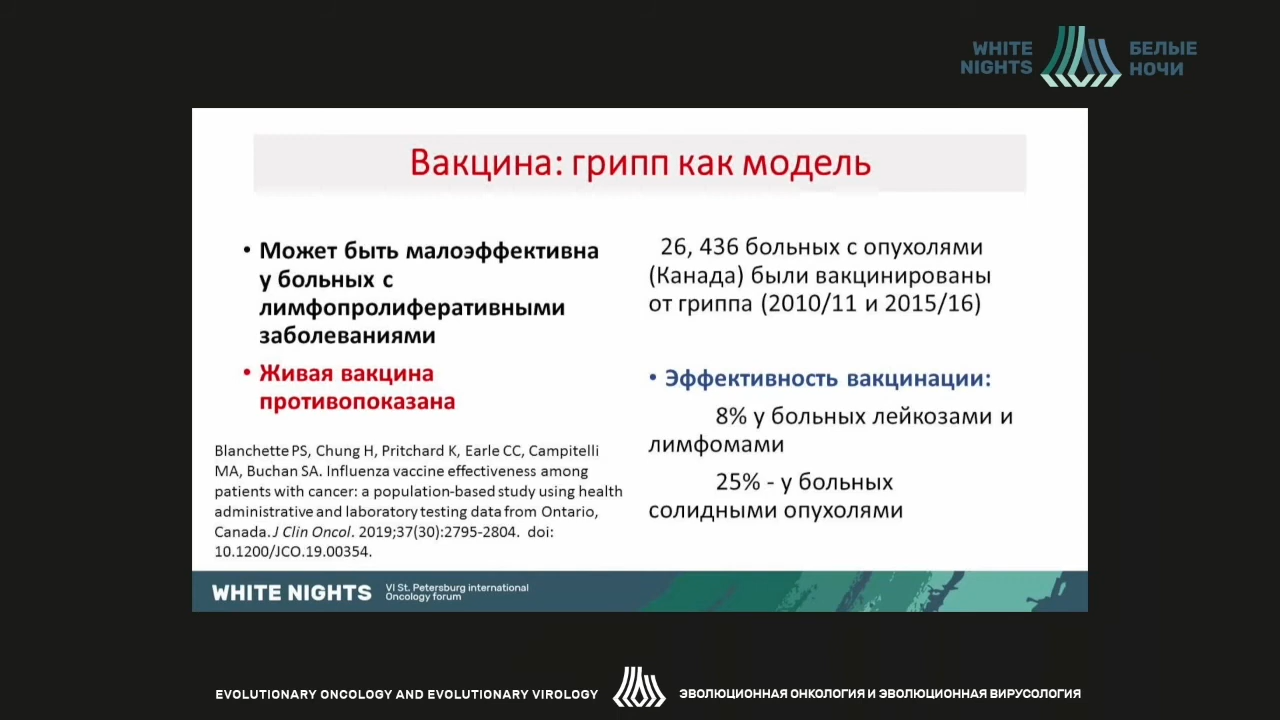 WHITE
NIGHTS
БЕЛЫЕ
НОЧИ
Вакцина: грипп как модель
• Может быть малоэффективна
у больных с
лимфопролиферативными
заболеваниями
• Живая вакцина
противопоказана
Blanchette PS, Chung H, Pritchard K, Earle CC, Campitelli
MA, Buchan SA. Influenza vaccine effectiveness among
patients with cancer: a population-based study using health
administrative and laboratory testing data from Ontario,
Canada. J Clin Oncol. 2019;37(30):2795-2804. doi:
10.1200/JCO.19.00354.
26, 436 больных с опухолями
(Канада) были вакцинированы
от гриппа (2010/11 и 2015/16)
• Эффективность вакцинации:
8% у больных лейкозами и
лимфомами
25% - у больных
солидными опухолями
WHITE NIGHTS
VI St. Petersburg international
Oncology forum
EVOLUTIONARY ONCOLOGY AND EVOLUTIONARY VIROLOGY
ЭВОЛЮЦИОННАЯ ОНКОЛОГИЯ И ЭВОЛЮЦИОННАЯ ВИРУСОЛОГИЯ